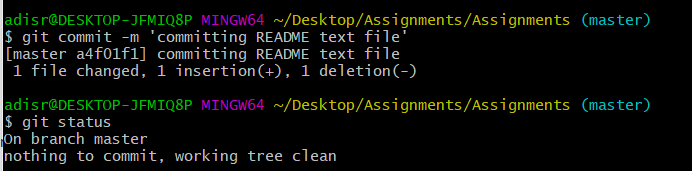 adisr@DESKTOP-JFMIQ8P MINGW64 ~/Desktop/Assignments/Assignments (master)
$ git commit -m 'committing README text file'
[master a4f01f1] committing README text file
 1 file changed, 1 insertion(+), 1 deletion(-)
adisr@DESKTOP-JFMIQ8P MINGW64 ~/Desktop/Assignments/Assignments (master)
$ git status
On branch master
nothing to commit, working tree clean